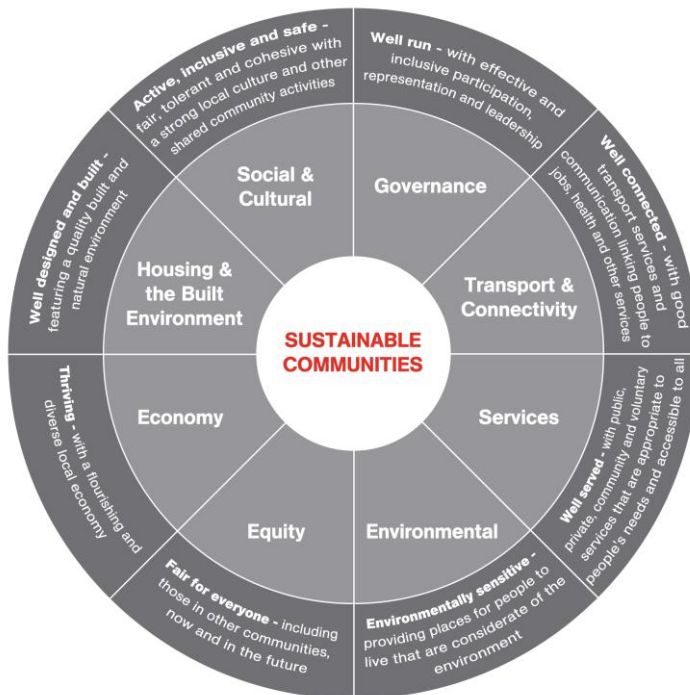 SUSTAINABLE
COMMUNITIES
Governance
Well run - with effective and
inclusive participation,
representation and leadership
Transport &
Connectivity
Well connected - with good
transport services and
communication linking people to
jobs, health and other services
Services
Well served - with public,
private, community and voluntary
services that are appropriate to
people's needs and accessible to all
Environmental
Environmentally sensitive -
providing places for people to
live that are considerate of the
environment
Equity
Fair for everyone - including
those in other communities,
now and in the future
Economy
Thriving - with a flourishing and
diverse local economy
Housing &
the Built
Environment
Well designed and built -
featuring a quality built and
natural environment
Social &
Cultural
Active, inclusive and safe -
fair, tolerant and cohesive with
a strong local culture and other
shared community activities